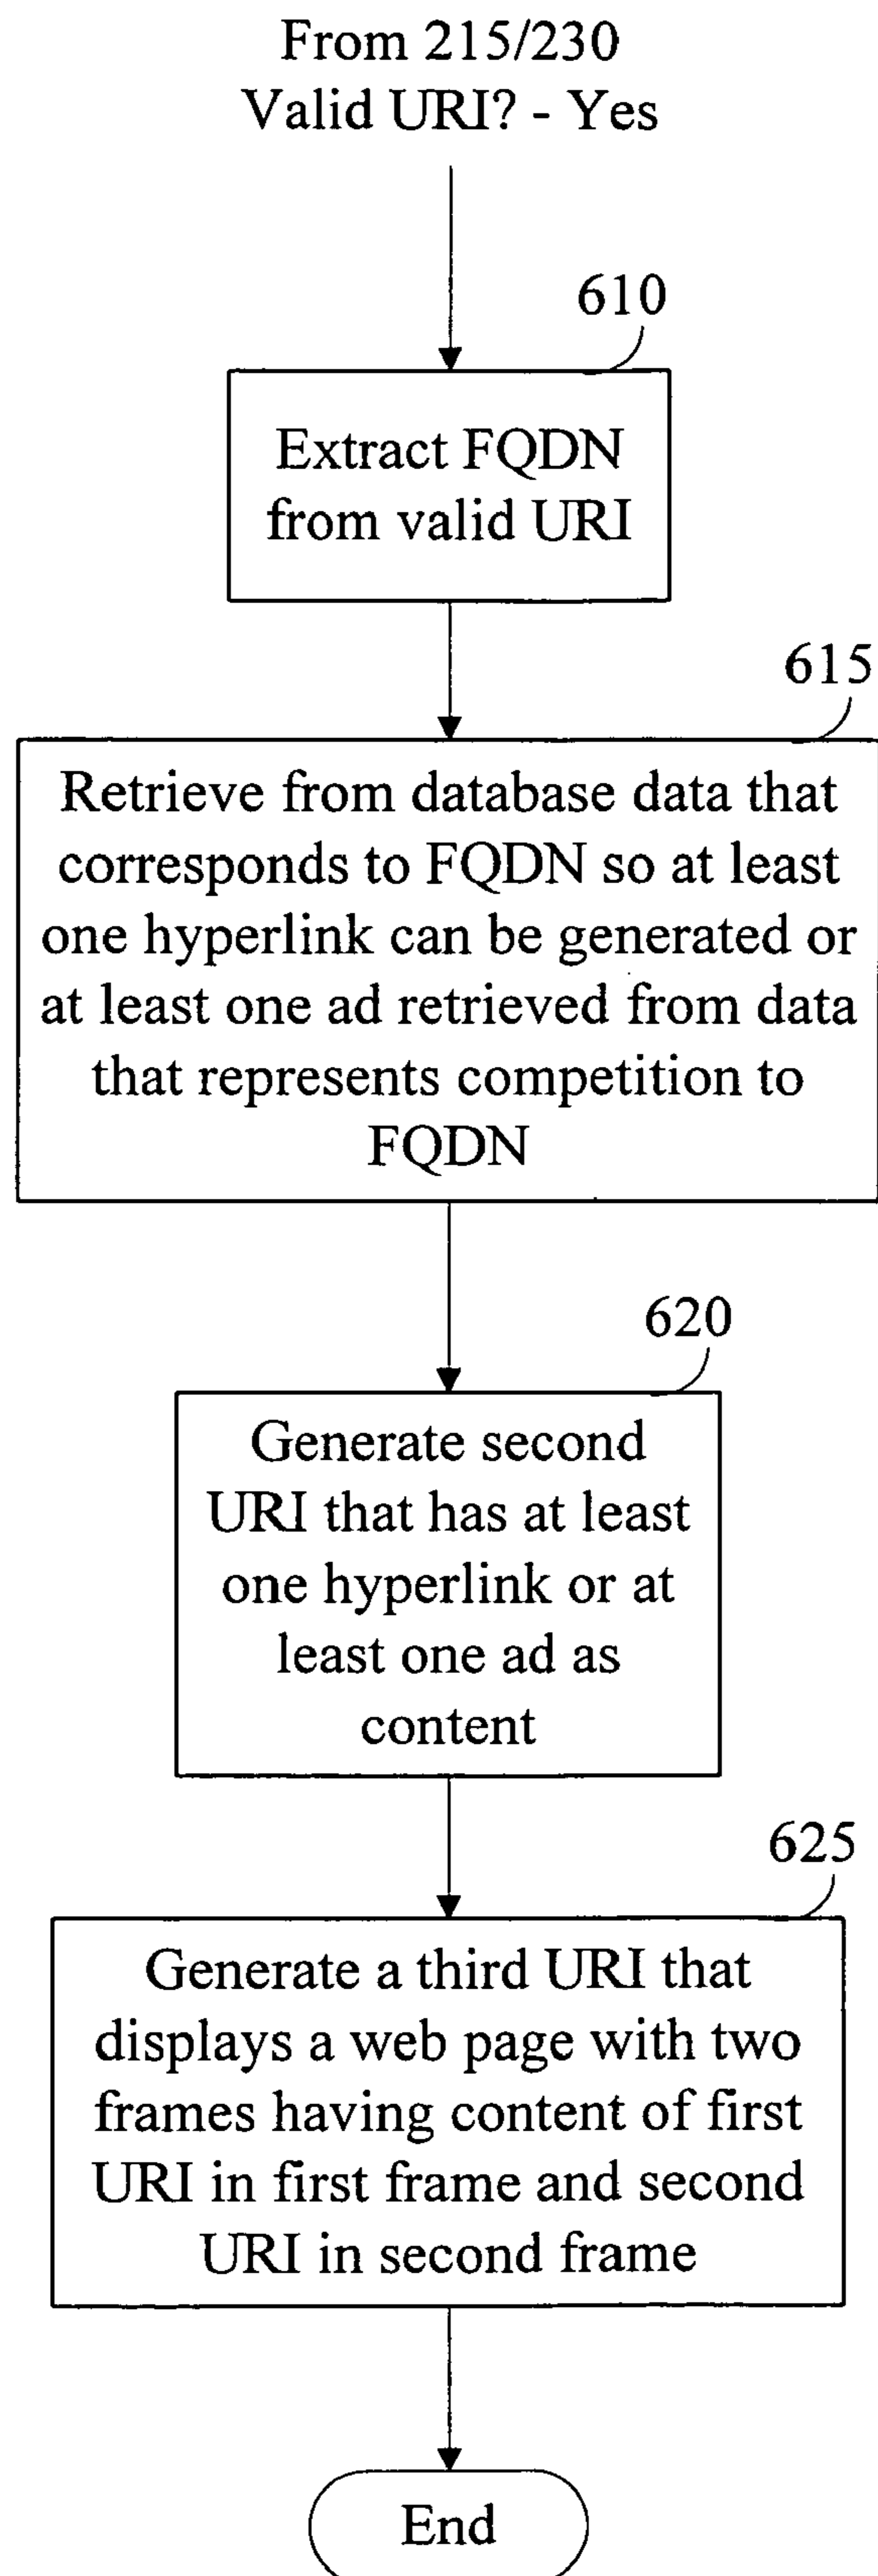 From 215/230
Valid URI? - Yes
610
Extract FQDN
from valid URI
615
Retrieve from database data that
corresponds to FQDN so at least
one hyperlink can be generated or
at least one ad retrieved from data
that represents competition to
FQDN
620
Generate second
URI that has at least
one hyperlink or at
least one ad as
content
625
Generate a third URI that
displays a web page with two
frames having content of first
URI in first frame and second
URI in second frame
End